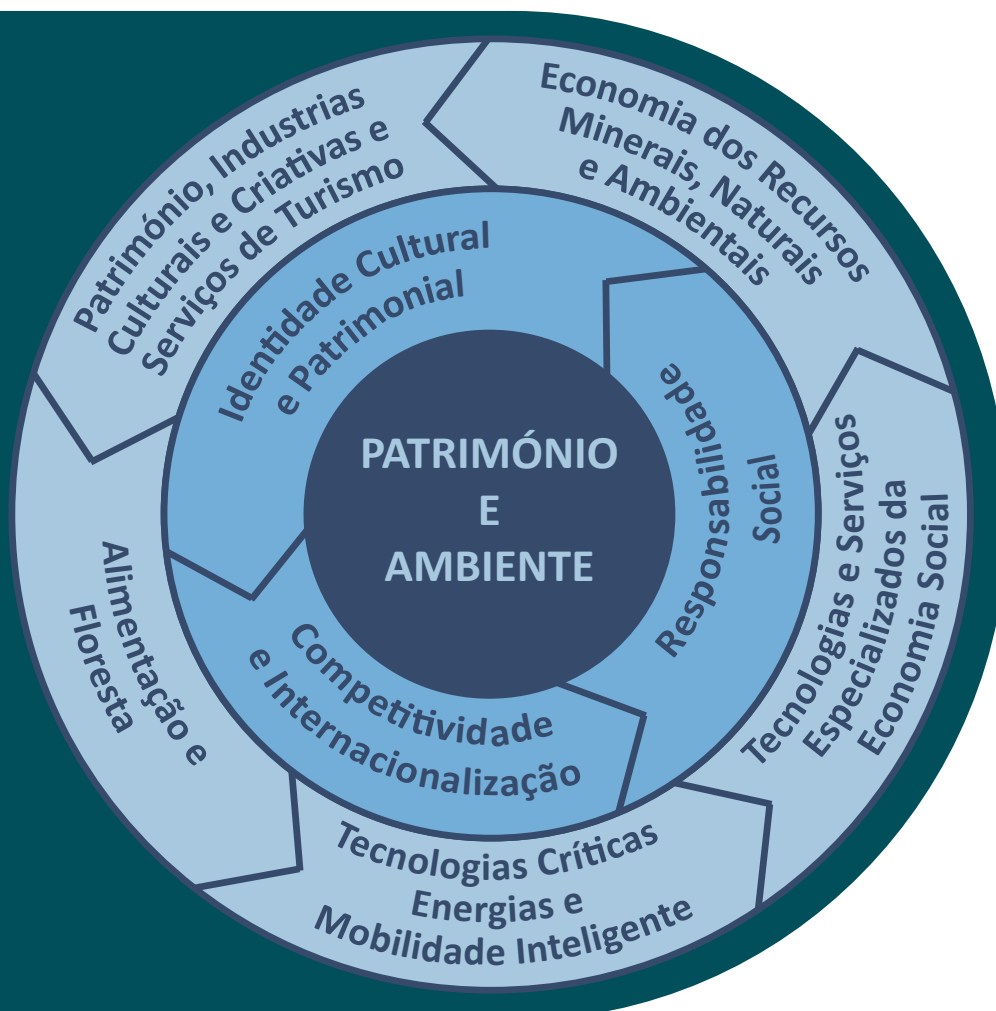 PATRIMÓNIO
E
AMBIENTE
Identidade Cultural
e Patrimonial
Responsabilidade
Social
Competitividade
e Internacionalização
Património, Industrias
Culturais e Criativas e
Serviços de Turismo
Economia dos Recursos
Minerais, Naturais
e Ambientais
Tecnologias e Serviços
Especializados da
Economia Social
Tecnologias Críticas
Energias e
Mobilidade Inteligente
Alimentação e
Floresta